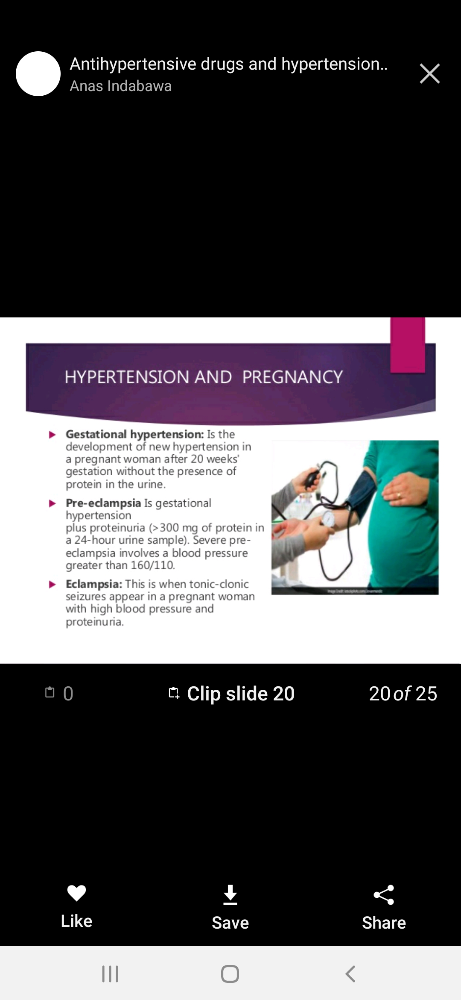 Antihypertensive drugs and hypertension..
Anas Indabawa
HYPERTENSION AND PREGNANCY
Gestational hypertension: Is the
development of new hypertension in
a pregnant woman after 20 weeks'
gestation without the presence of
protein in the urine.
Pre-eclampsia Is gestational
hypertension
plus proteinuria (>300 mg of protein in
a 24-hour urine sample). Severe pre-
eclampsia involves a blood pressure
greater than 160/110.
Eclampsia: This is when tonic-clonic
seizures appear in a pregnant woman
with high blood pressure and
proteinuria.
Image Credit:
0
Clip slide 20
20 of 25
Like
Save
Share